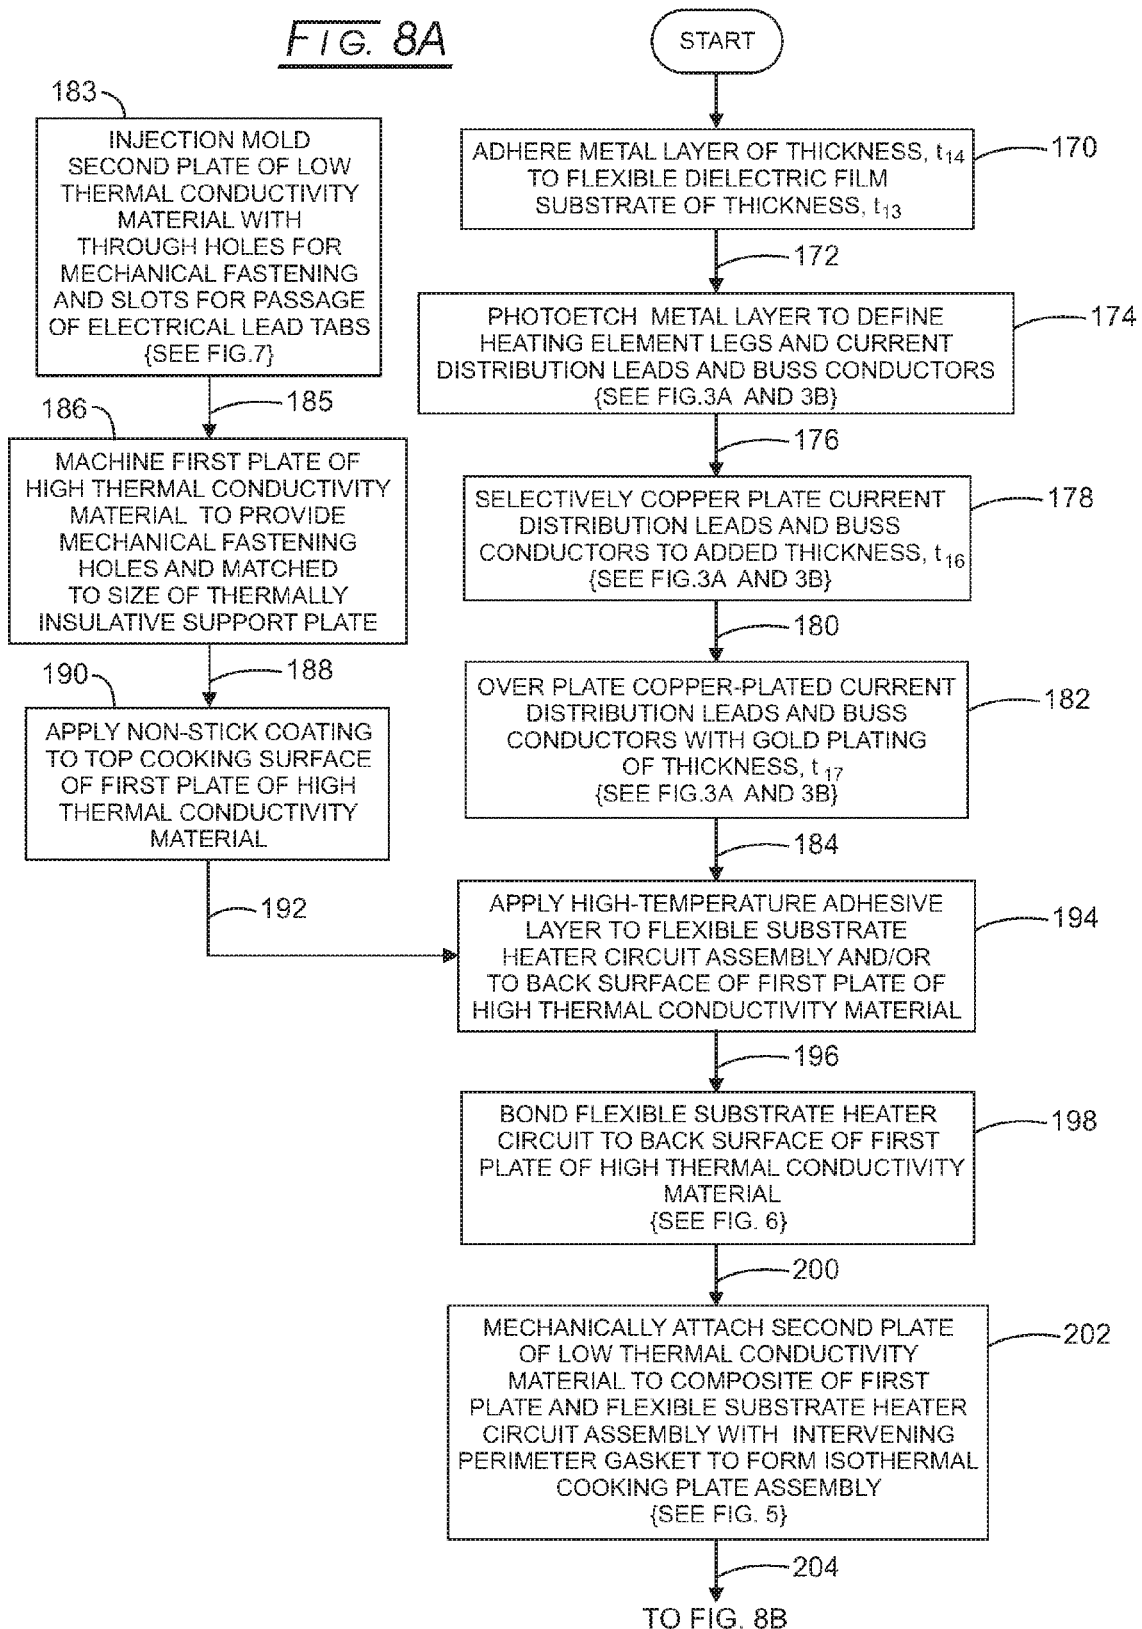 FIG. 8A
START
183
INJECTION MOLD
SECOND PLATE OF LOW
THERMAL CONDUCTIVITY
MATERIAL WITH
THROUGH HOLES FOR
MECHANICAL FASTENING
AND SLOTS FOR PASSAGE
OF ELECTRICAL LEAD TABS
{SEE FIG.7}
185
186
MACHINE FIRST PLATE OF
HIGH THERMAL CONDUCTIVITY
MATERIAL TO PROVIDE
MECHANICAL FASTENING
HOLES AND MATCHED
TO SIZE OF THERMALLY
INSULATIVE SUPPORT PLATE
188
190
APPLY NON-STICK COATING
TO TOP COOKING SURFACE
OF FIRST PLATE OF HIGH
THERMAL CONDUCTIVITY
MATERIAL
192
ADHERE METAL LAYER OF THICKNESS, t14
TO FLEXIBLE DIELECTRIC FILM
SUBSTRATE OF THICKNESS, t13
170
172
PHOTOETCH METAL LAYER TO DEFINE
HEATING ELEMENT LEGS AND CURRENT
DISTRIBUTION LEADS AND BUSS CONDUCTORS
{SEE FIG.3A AND 3B}
174
176
SELECTIVELY COPPER PLATE CURRENT
DISTRIBUTION LEADS AND BUSS
CONDUCTORS TO ADDED THICKNESS, t16
{SEE FIG.3A AND 3B}
178
180
OVER PLATE COPPER-PLATED CURRENT
DISTRIBUTION LEADS AND BUSS
CONDUCTORS WITH GOLD PLATING
OF THICKNESS, t17
{SEE FIG.3A AND 3B}
182
184
APPLY HIGH-TEMPERATURE ADHESIVE
LAYER TO FLEXIBLE SUBSTRATE
HEATER CIRCUIT ASSEMBLY AND/OR
TO BACK SURFACE OF FIRST PLATE OF
HIGH THERMAL CONDUCTIVITY MATERIAL
194
196
BOND FLEXIBLE SUBSTRATE HEATER
CIRCUIT TO BACK SURFACE OF FIRST
PLATE OF HIGH THERMAL CONDUCTIVITY
MATERIAL
{SEE FIG. 6}
198
200
MECHANICALLY ATTACH SECOND PLATE
OF LOW THERMAL CONDUCTIVITY
MATERIAL TO COMPOSITE OF FIRST
PLATE AND FLEXIBLE SUBSTRATE HEATER
CIRCUIT ASSEMBLY WITH INTERVENING
PERIMETER GASKET TO FORM ISOTHERMAL
COOKING PLATE ASSEMBLY
{SEE FIG. 5}
202
204
TO FIG. 8B